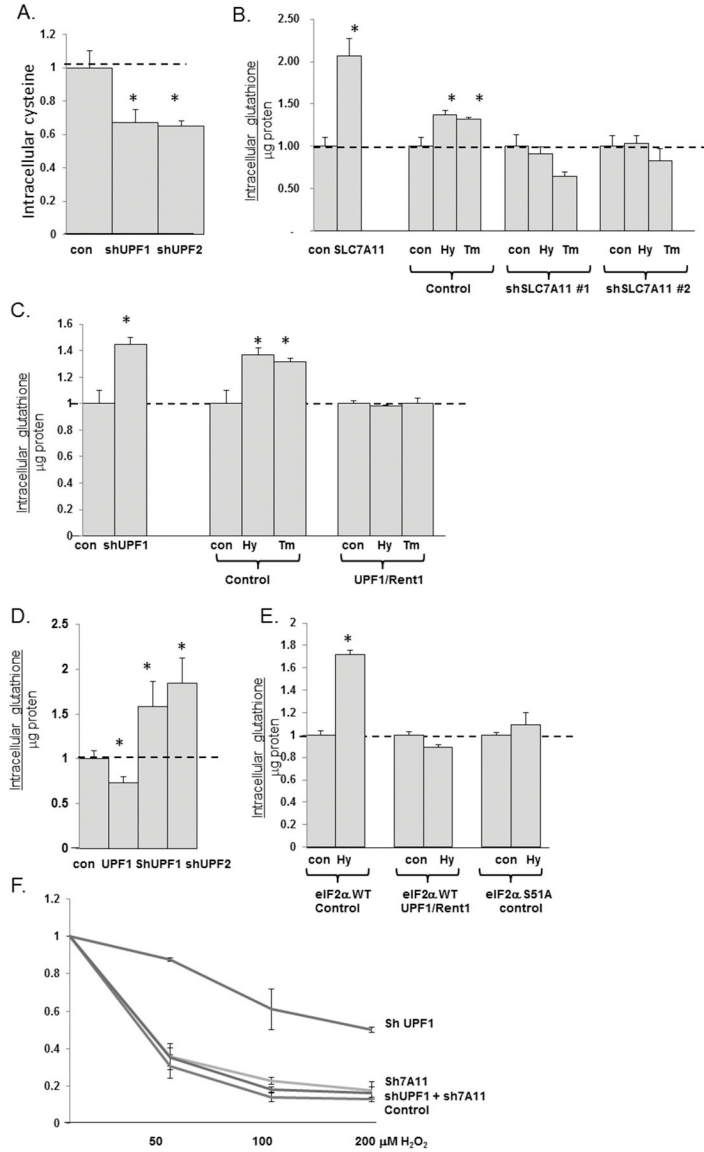 A.
Intracellular cysteine
1.2
1
0.8
0.6
0.4
0.2
0
* *
con shUPF1 shUPF2
B.
Intracellular glutathione
µg proten
2.50
2.00
1.50
1.00
0.50
-
*
* *
con SLC7A11
con Hy Tm
con Hy Tm
con Hy Tm
Control
shSLC7A11 #1
shSLC7A11 #2
C.
Intracellular glutathione
µg proten
1.6
1.4
1.2
1
0.8
0.6
0.4
0.2
0
*
* *
con shUPF1
con Hy Tm
con Hy Tm
Control
UPF1/Rent1
D.
Intracellular glutathione
µg proten
2.5
2
1.5
1
0.5
0
* * *
con UPF1 ShUPF1 shUPF2
E.
Intracellular glutathione
µg proten
2
1.8
1.6
1.4
1.2
1
0.8
0.6
0.4
0.2
0
*
con Hy
con Hy
con Hy
eIF2α.WT
Control
eIF2α.WT
UPF1/Rent1
eIF2α.S51A
control
F.
1.2
1
0.8
0.6
0.4
0.2
0
Sh UPF1
Sh7A11
shUPF1 + sh7A11
Control
50 100 200 µM H₂O₂